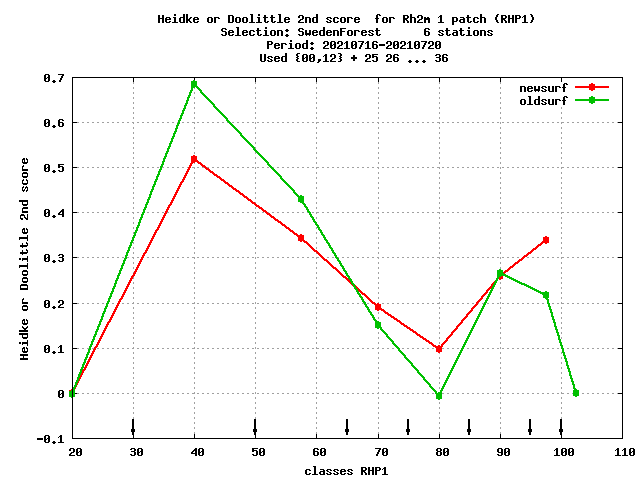 Heidke or Doolittle 2nd score  for Rh2m 1 patch (RHP1)
Selection: SwedenForest      6 stations
Period: 20210716-20210720
Used {00,12} + 25 26 ... 36
newsurf
oldsurf
0.7
0.6
0.5
0.4
0.3
0.2
0.1
0
-0.1
Heidke or Doolittle 2nd score
20 30 40 50 60 70 80 90 100 110
classes RHP1